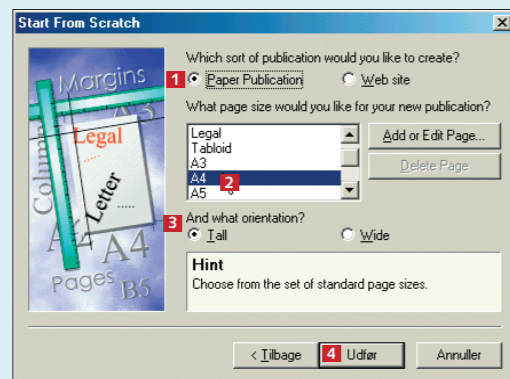 Start From Scratch
Margins
Column
A3
Legal
Letter
A2
A4
Pages
B5
Which sort of publication would you like to create?
1 Paper Publication Web site
What page size would you like for your new publication?
Legal
Tabloid
A3
A4
A5
2
Add or Edit Page...
Delete Page
And what orientation?
3 Tall Wide
Hint
Choose from the set of standard page sizes.
< Tilbage 4 Udfør Annuller